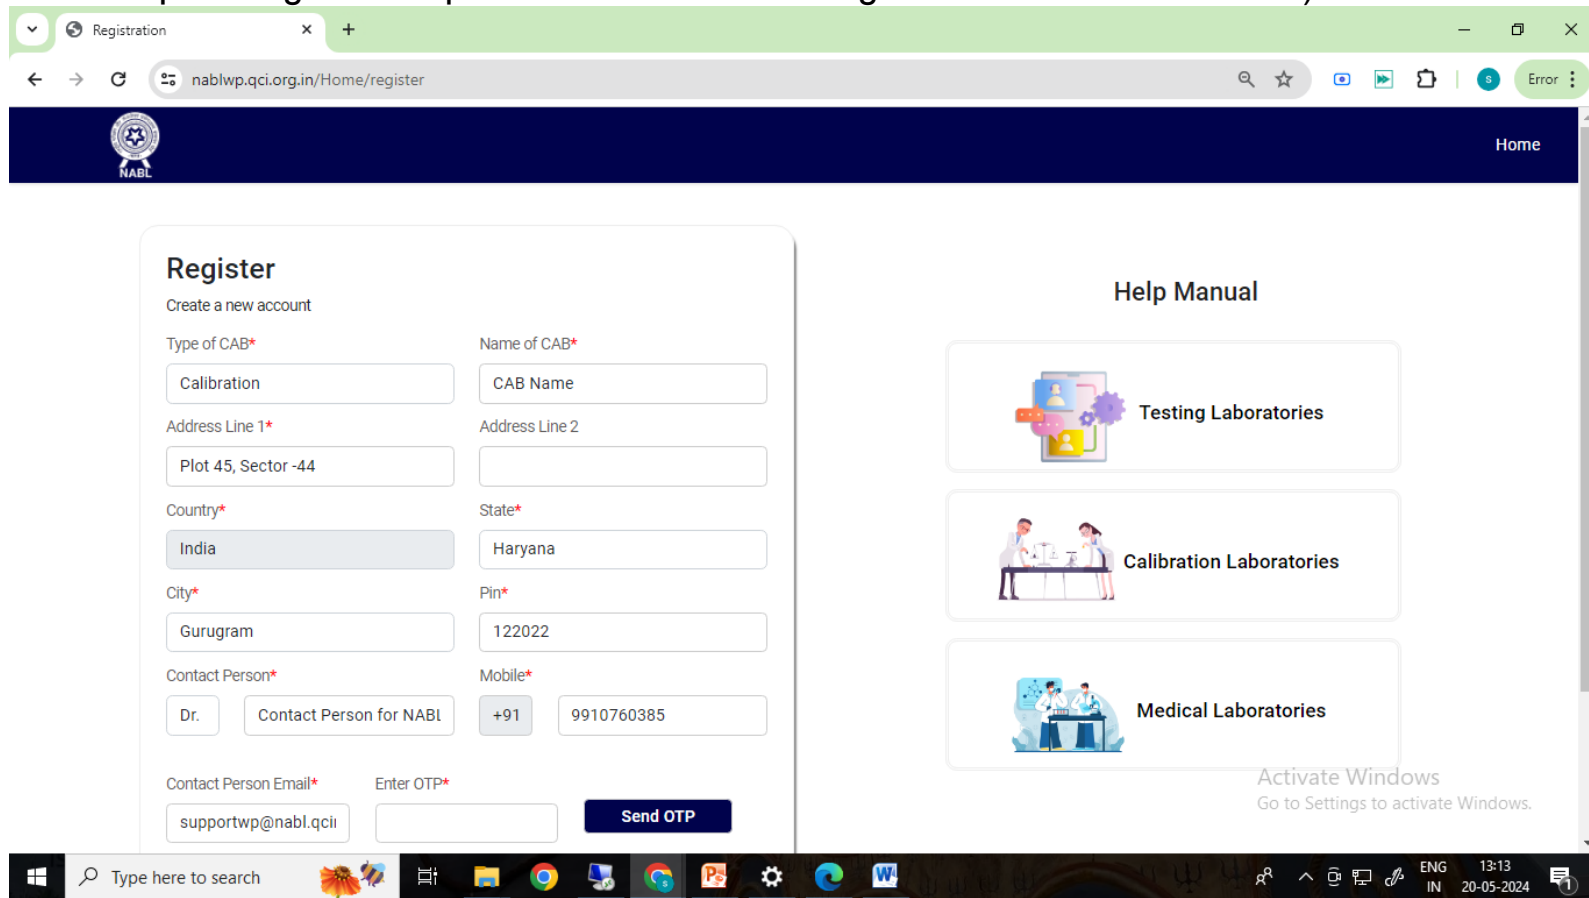 Registration
nablwp.qci.org.in/Home/register
s
Error
NABL
Home
Register
Create a new account
Type of CAB*
Name of CAB*
Calibration
CAB Name
Address Line 1*
Address Line 2
Plot 45, Sector -44
Country*
State*
India
Haryana
City*
Pin*
Gurugram
122022
Contact Person*
Mobile*
Dr.
Contact Person for NABL
+91
9910760385
Contact Person Email*
Enter OTP*
supportwp@nabl.qci
Send OTP
Help Manual
Testing Laboratories
Calibration Laboratories
Medical Laboratories
Activate Windows
Go to Settings to activate Windows.
Type here to search
ENG
IN
13:13
20-05-2024
1